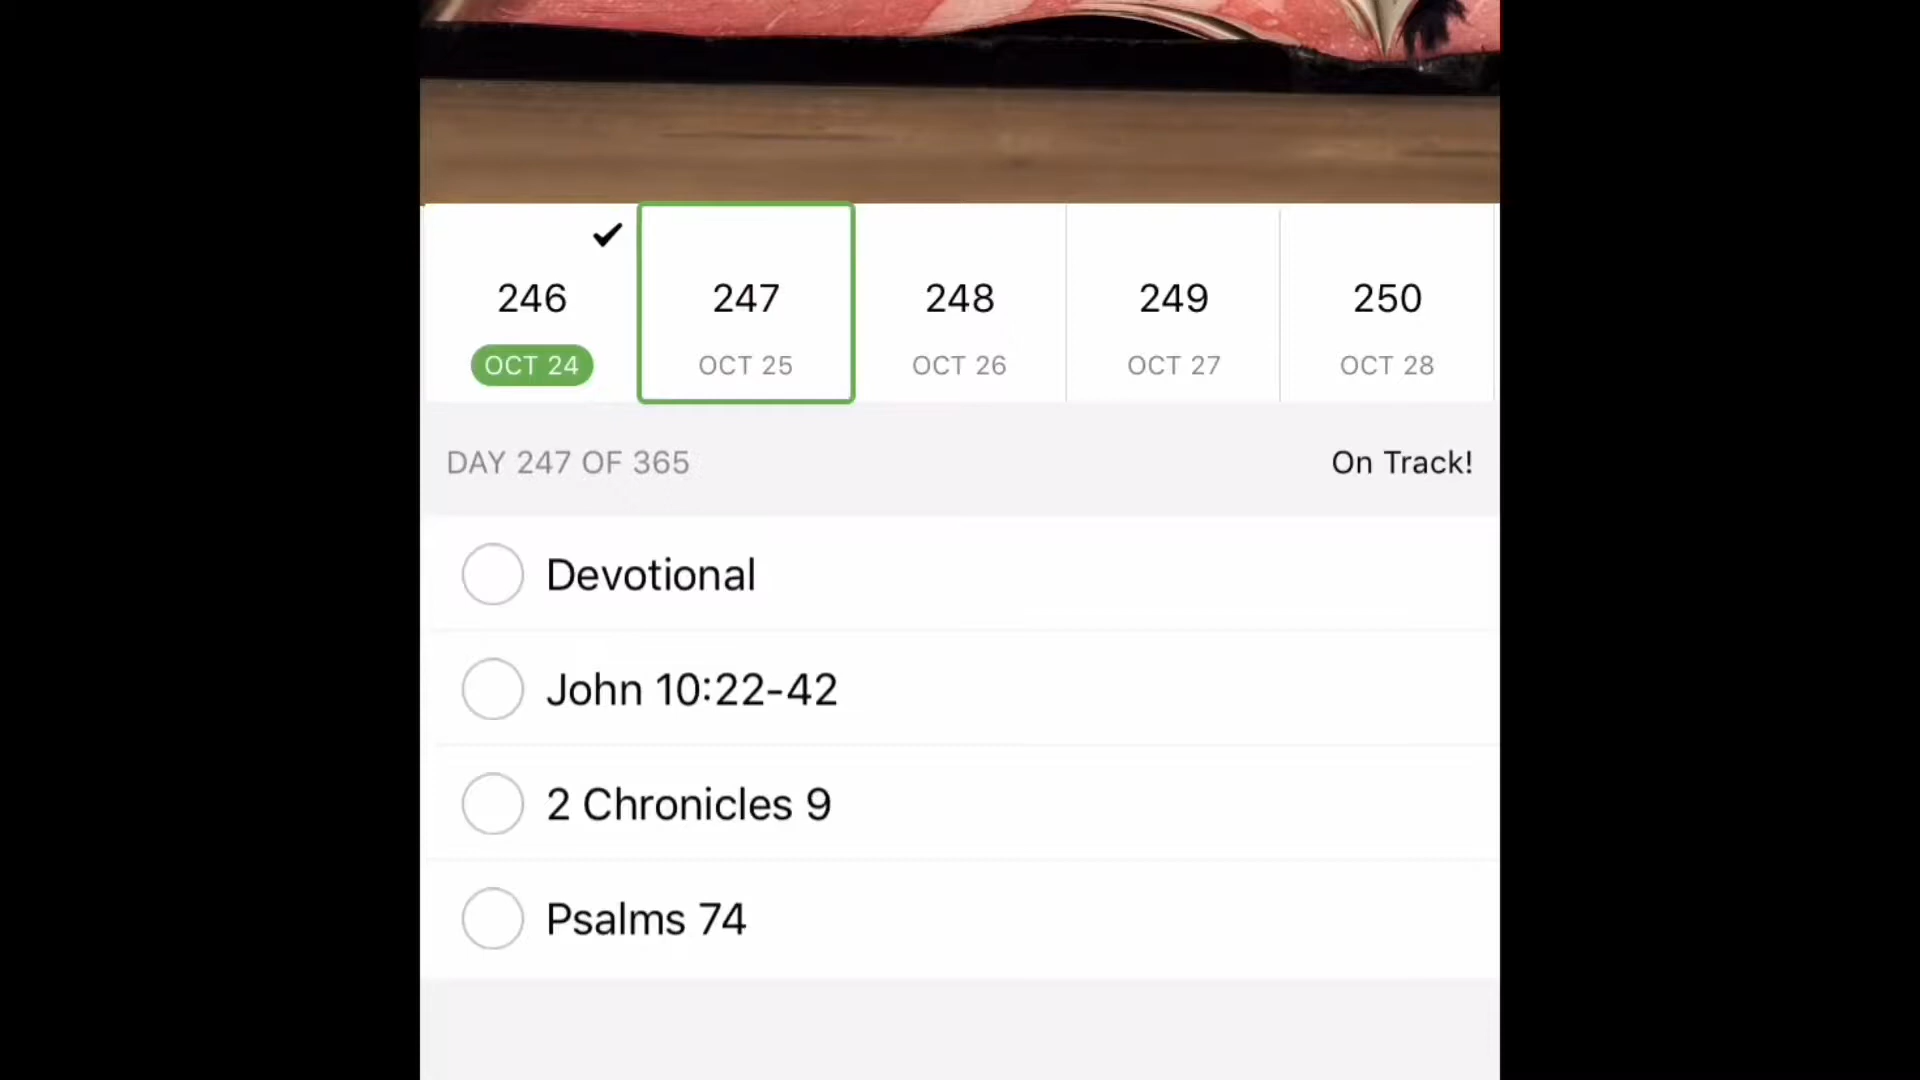 246 247 248 249 250
OCT 24 OCT 25 OCT 26 OCT 27 OCT 28
DAY 247 OF 365 On Track!
Devotional
John 10:22-42
2 Chronicles 9
Psalms 74